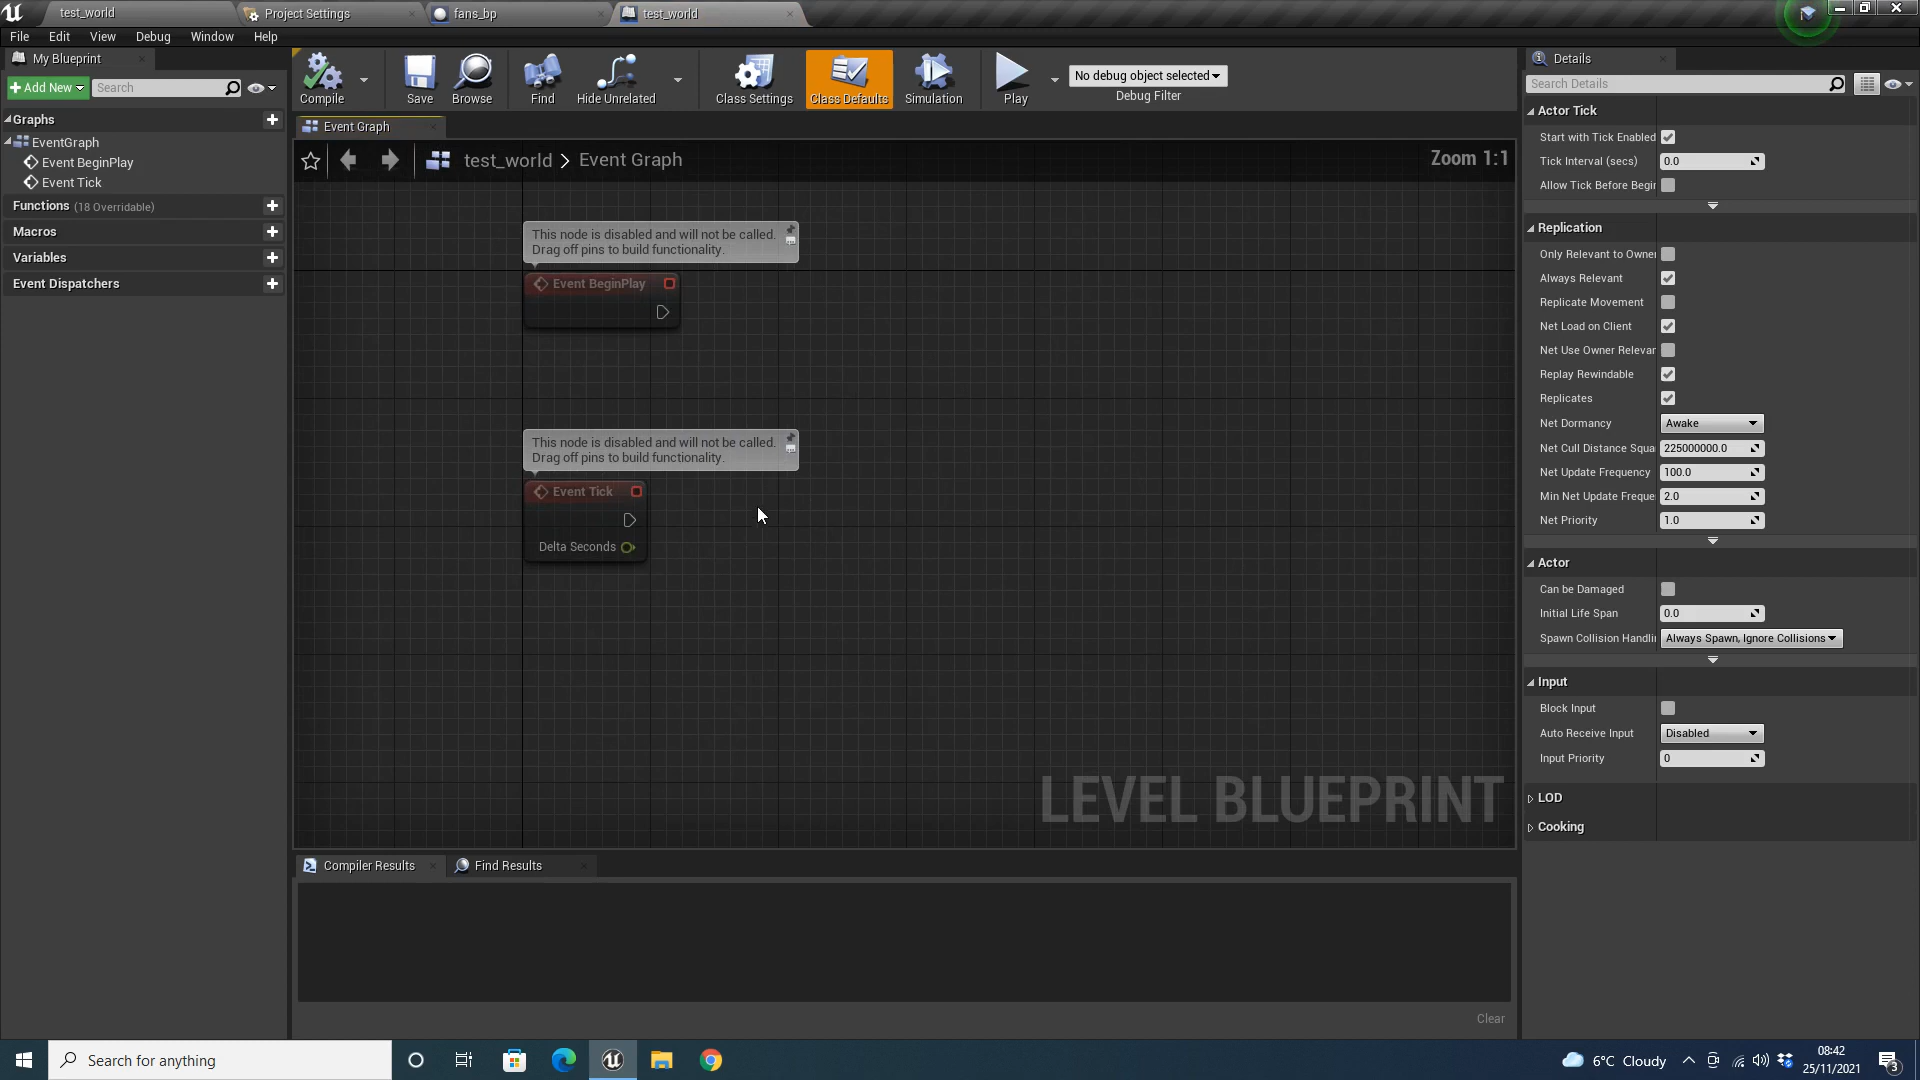 test_world
Project Settings
fans_bp
test_world
File Edit View Debug Window Help
My Blueprint
Add New
Search
Graphs
EventGraph
Event BeginPlay
Event Tick
Functions (18 Overridable)
Macros
Variables
Event Dispatchers
Compile
Save
Browse
Find
Hide Unrelated
Class Settings
Class Defaults
Simulation
Play
No debug object selected
Debug Filter
Event Graph
test_world > Event Graph
Zoom 1:1
This node is disabled and will not be called.
Drag off pins to build functionality.
Event BeginPlay
This node is disabled and will not be called.
Drag off pins to build functionality.
Event Tick
Delta Seconds
LEVEL BLUEPRINT
Compiler Results
Find Results
Clear
Details
Search Details
Actor Tick
Start with Tick Enabled
Tick Interval (secs) 0.0
Allow Tick Before Begir
Replication
Only Relevant to Owner
Always Relevant
Replicate Movement
Net Load on Client
Net Use Owner Relevar
Replay Rewindable
Replicates
Net Dormancy Awake
Net Cull Distance Squa 225000000.0
Net Update Frequency 100.0
Min Net Update Freque 2.0
Net Priority 1.0
Actor
Can be Damaged
Initial Life Span 0.0
Spawn Collision Handli Always Spawn, Ignore Collisions
Input
Block Input
Auto Receive Input Disabled
Input Priority 0
LOD
Cooking
Search for anything
6°C Cloudy
08:42
25/11/2021
3